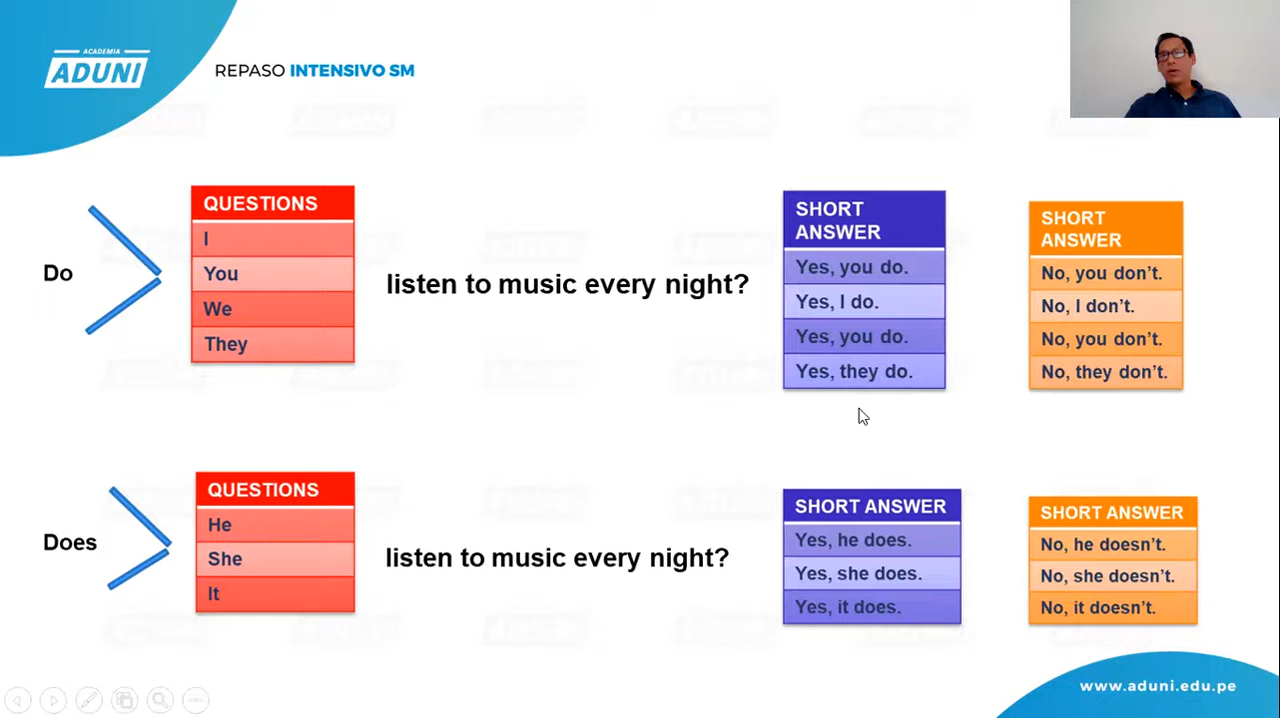 ACADEMIA
ADUNI
REPASO INTENSIVO SM
Do
QUESTIONS
I
You
We
They
listen to music every night?
SHORT
ANSWER
Yes, you do.
Yes, I do.
Yes, you do.
Yes, they do.
SHORT
ANSWER
No, you don’t.
No, I don’t.
No, you don’t.
No, they don’t.
Does
QUESTIONS
He
She
It
listen to music every night?
SHORT ANSWER
Yes, he does.
Yes, she does.
Yes, it does.
SHORT ANSWER
No, he doesn’t.
No, she doesn’t.
No, it doesn’t.
www.aduni.edu.pe